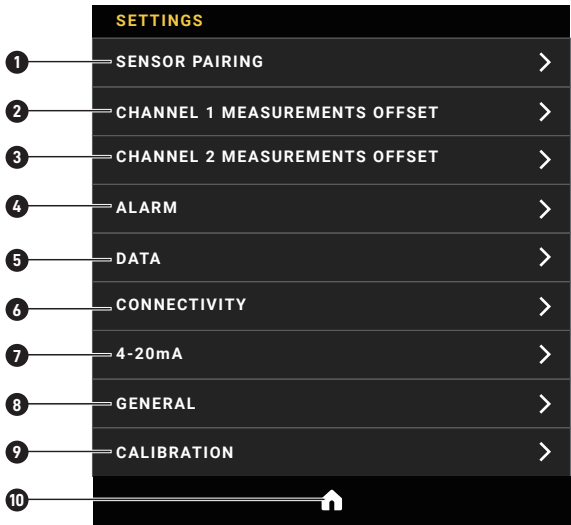 SETTINGS
1 SENSOR PAIRING
2 CHANNEL 1 MEASUREMENTS OFFSET
3 CHANNEL 2 MEASUREMENTS OFFSET
4 ALARM
5 DATA
6 CONNECTIVITY
7 4-20mA
8 GENERAL
9 CALIBRATION
10